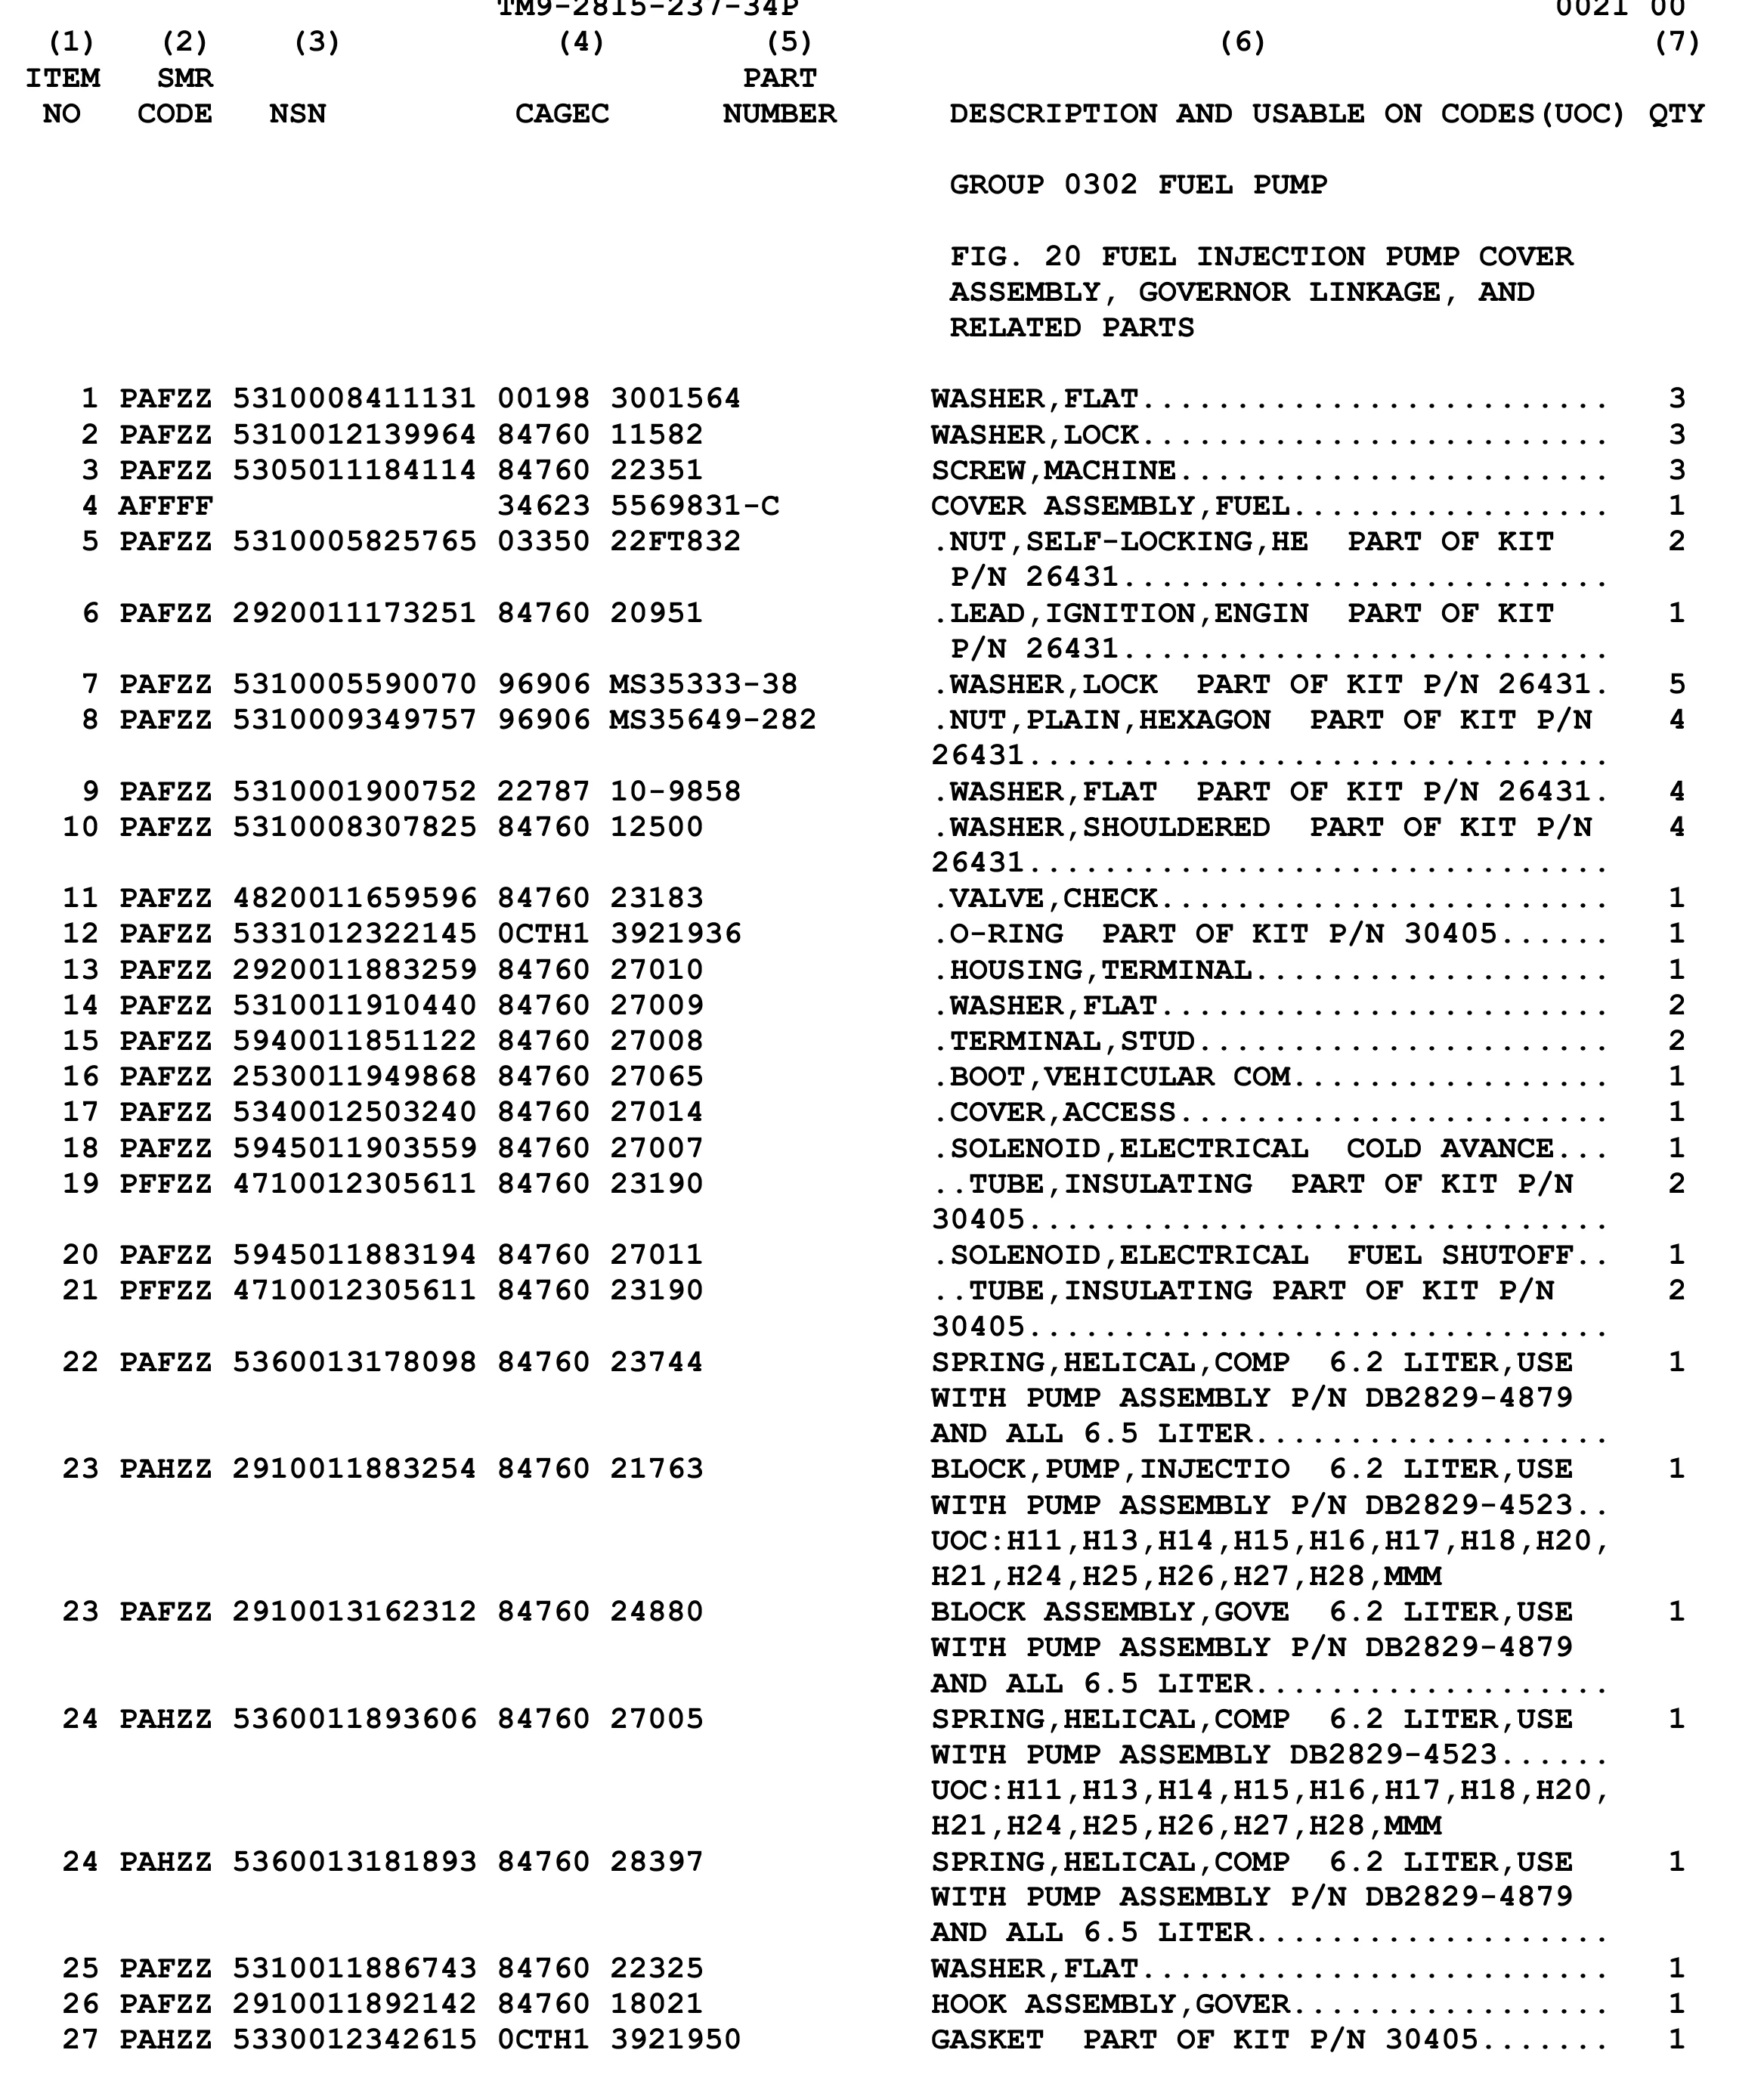 TM9-2815-237-34P 0021 00
(1) (2) (3) (4) (5) (6) (7)
ITEM SMR PART
NO CODE NSN CAGEC NUMBER DESCRIPTION AND USABLE ON CODES(UOC) QTY
GROUP 0302 FUEL PUMP
FIG. 20 FUEL INJECTION PUMP COVER
ASSEMBLY, GOVERNOR LINKAGE, AND
RELATED PARTS
1 PAFZZ 5310008411131 00198 3001564 WASHER,FLAT......................... 3
2 PAFZZ 5310012139964 84760 11582 WASHER,LOCK......................... 3
3 PAFZZ 5305011184114 84760 22351 SCREW,MACHINE....................... 3
4 AFFFF 34623 5569831-C COVER ASSEMBLY,FUEL................. 1
5 PAFZZ 5310005825765 03350 22FT832 .NUT,SELF-LOCKING,HE PART OF KIT 2
P/N 26431..........................
6 PAFZZ 2920011173251 84760 20951 .LEAD,IGNITION,ENGIN PART OF KIT 1
P/N 26431..........................
7 PAFZZ 5310005590070 96906 MS35333-38 .WASHER,LOCK PART OF KIT P/N 26431. 5
8 PAFZZ 5310009349757 96906 MS35649-282 .NUT,PLAIN,HEXAGON PART OF KIT P/N 4
26431...............................
9 PAFZZ 5310001900752 22787 10-9858 .WASHER,FLAT PART OF KIT P/N 26431. 4
10 PAFZZ 5310008307825 84760 12500 .WASHER,SHOULDERED PART OF KIT P/N 4
26431...............................
11 PAFZZ 4820011659596 84760 23183 .VALVE,CHECK........................ 1
12 PAFZZ 5331012322145 0CTH1 3921936 .O-RING PART OF KIT P/N 30405...... 1
13 PAFZZ 2920011883259 84760 27010 .HOUSING,TERMINAL................... 1
14 PAFZZ 5310011910440 84760 27009 .WASHER,FLAT........................ 2
15 PAFZZ 5940011851122 84760 27008 .TERMINAL,STUD...................... 2
16 PAFZZ 2530011949868 84760 27065 .BOOT,VEHICULAR COM................. 1
17 PAFZZ 5340012503240 84760 27014 .COVER,ACCESS....................... 1
18 PAFZZ 5945011903559 84760 27007 .SOLENOID,ELECTRICAL COLD AVANCE... 1
19 PFFZZ 4710012305611 84760 23190 ..TUBE,INSULATING PART OF KIT P/N 2
30405...............................
20 PAFZZ 5945011883194 84760 27011 .SOLENOID,ELECTRICAL FUEL SHUTOFF.. 1
21 PFFZZ 4710012305611 84760 23190 ..TUBE,INSULATING PART OF KIT P/N 2
30405...............................
22 PAFZZ 5360013178098 84760 23744 SPRING,HELICAL,COMP 6.2 LITER,USE 1
WITH PUMP ASSEMBLY P/N DB2829-4879
AND ALL 6.5 LITER...................
23 PAHZZ 2910011883254 84760 21763 BLOCK,PUMP,INJECTIO 6.2 LITER,USE 1
WITH PUMP ASSEMBLY P/N DB2829-4523..
UOC:H11,H13,H14,H15,H16,H17,H18,H20,
H21,H24,H25,H26,H27,H28,MMM
23 PAFZZ 2910013162312 84760 24880 BLOCK ASSEMBLY,GOVE 6.2 LITER,USE 1
WITH PUMP ASSEMBLY P/N DB2829-4879
AND ALL 6.5 LITER...................
24 PAHZZ 5360011893606 84760 27005 SPRING,HELICAL,COMP 6.2 LITER,USE 1
WITH PUMP ASSEMBLY DB2829-4523......
UOC:H11,H13,H14,H15,H16,H17,H18,H20,
H21,H24,H25,H26,H27,H28,MMM
24 PAHZZ 5360013181893 84760 28397 SPRING,HELICAL,COMP 6.2 LITER,USE 1
WITH PUMP ASSEMBLY P/N DB2829-4879
AND ALL 6.5 LITER...................
25 PAFZZ 5310011886743 84760 22325 WASHER,FLAT......................... 1
26 PAFZZ 2910011892142 84760 18021 HOOK ASSEMBLY,GOVER................. 1
27 PAHZZ 5330012342615 0CTH1 3921950 GASKET PART OF KIT P/N 30405....... 1